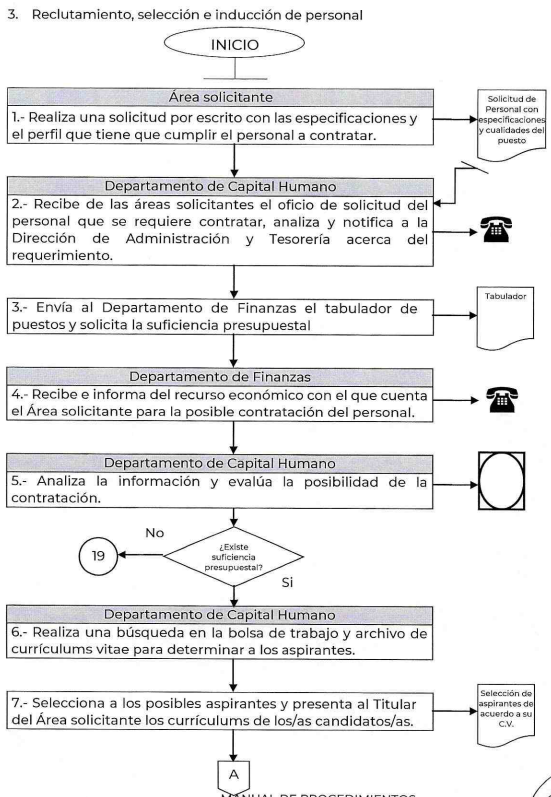 3. Reclutamiento, selección e inducción de personal
INICIO
Área solicitante
1.- Realiza una solicitud por escrito con las especificaciones y
el perfil que tiene que cumplir el personal a contratar.
Solicitud de
Personal con
especificaciones
y cualidades del
puesto
Departamento de Capital Humano
2.- Recibe de las áreas solicitantes el oficio de solicitud del
personal que se requiere contratar, analiza y notifica a la
Dirección de Administración y Tesorería acerca del
requerimiento.
3.- Envía al Departamento de Finanzas el tabulador de
puestos y solicita la suficiencia presupuestal
Tabulador
Departamento de Finanzas
4.- Recibe e informa del recurso económico con el que cuenta
el Área solicitante para la posible contratación del personal.
Departamento de Capital Humano
5.- Analiza la información y evalúa la posibilidad de la
contratación.
No
19
¿Existe
suficiencia
presupuestal?
Si
Departamento de Capital Humano
6.- Realiza una búsqueda en la bolsa de trabajo y archivo de
currículums vitae para determinar a los aspirantes.
7.- Selecciona a los posibles aspirantes y presenta al Titular
del Área solicitante los currículums de los/as candidatos/as.
Selección de
aspirantes de
acuerdo a su
C.V.
A
MANUAL DE PROCEDIMIENTOS